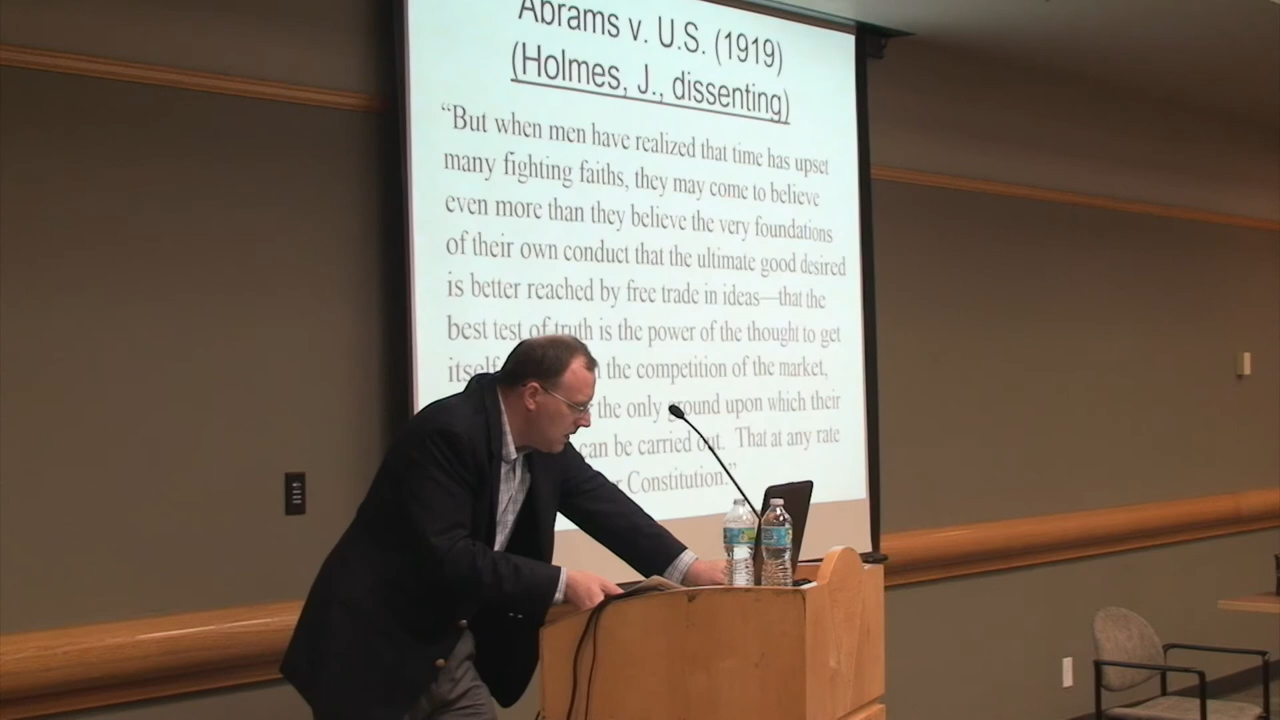 Abrams v. U.S. (1919)
(Holmes, J., dissenting)
“But when men have realized that time has upset
many fighting faiths, they may come to believe
even more than they believe the very foundations
of their own conduct that the ultimate good desired
is better reached by free trade in ideas—that the
best test of truth is the power of the thought to get
itself the competition of the market,
the only ground upon which their
can be carried out. That at any rate
Constitution.”